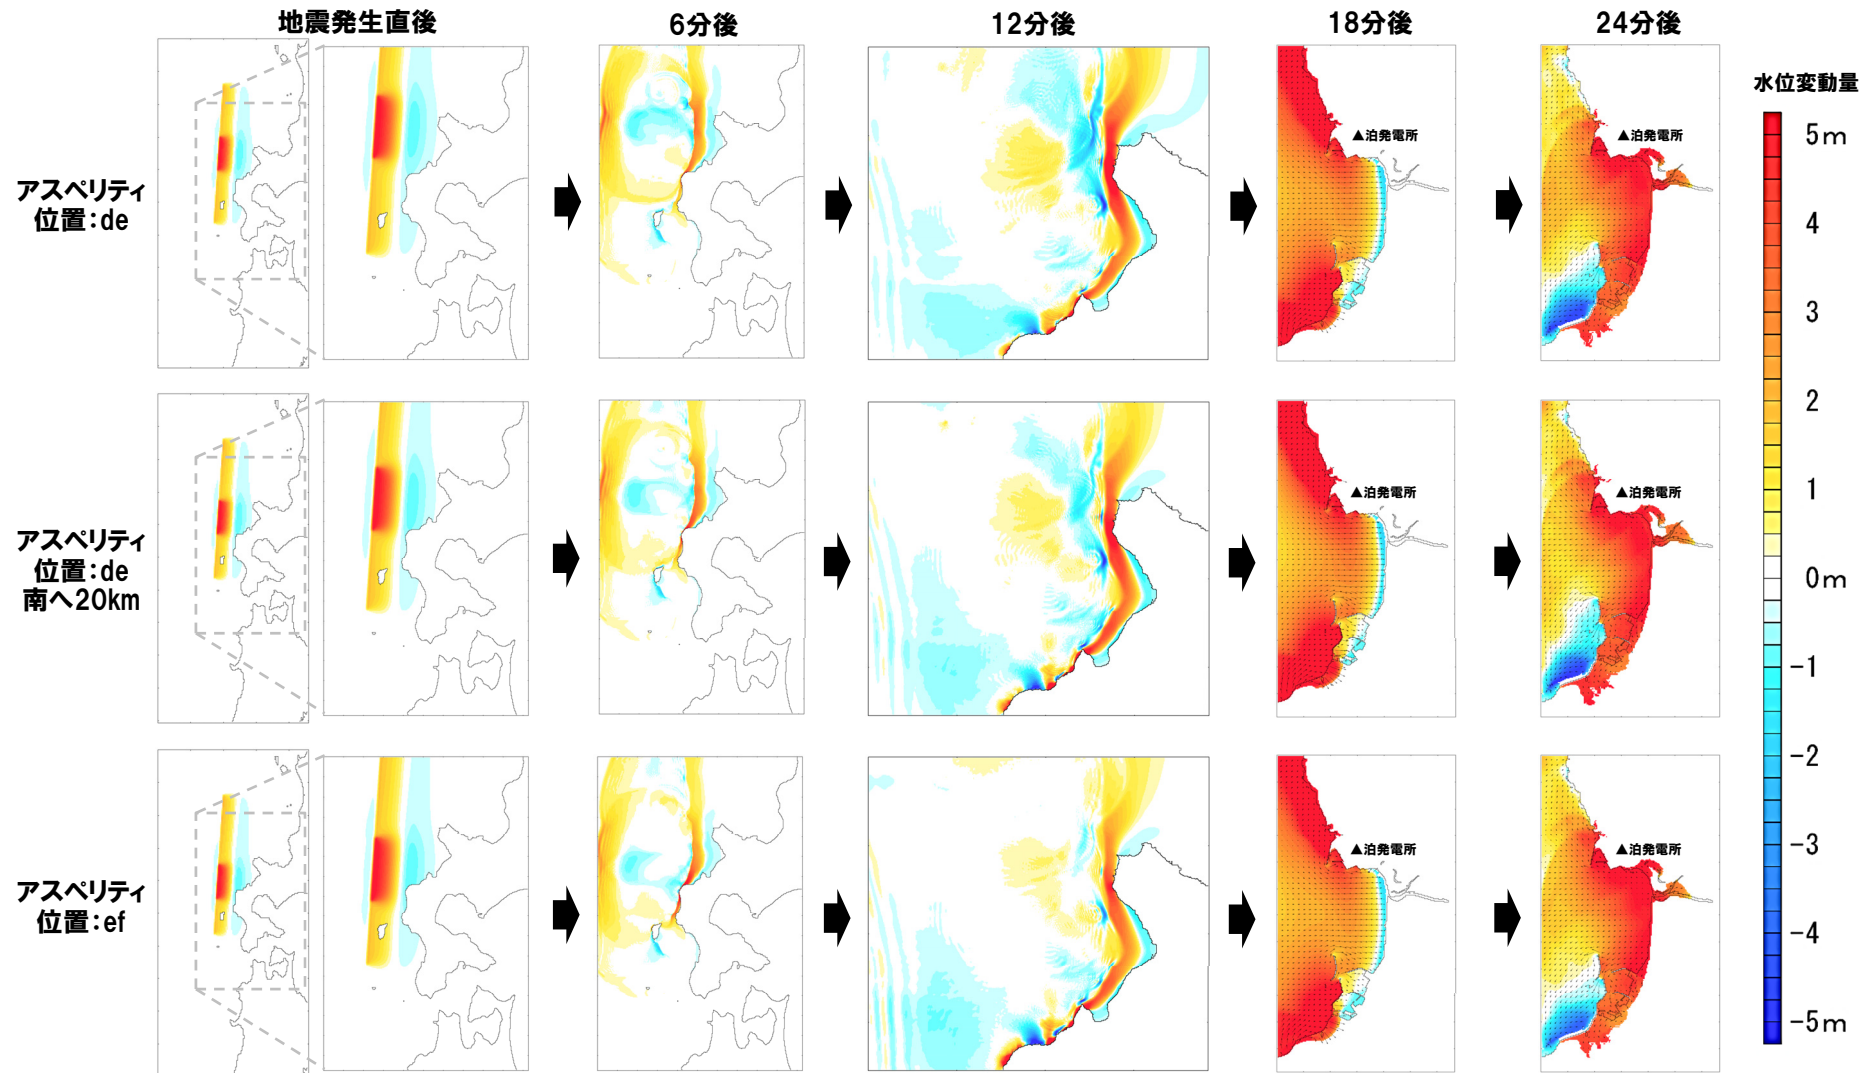 地震発生直後
6分後
12分後
18分後
24分後
水位変動量
アスペリティ
位置:de
▲泊発電所
▲泊発電所
アスペリティ
位置:de
南へ20km
▲泊発電所
▲泊発電所
アスペリティ
位置:ef
▲泊発電所
▲泊発電所
5m
4
3
2
1
0m
-1
-2
-3
-4
-5m